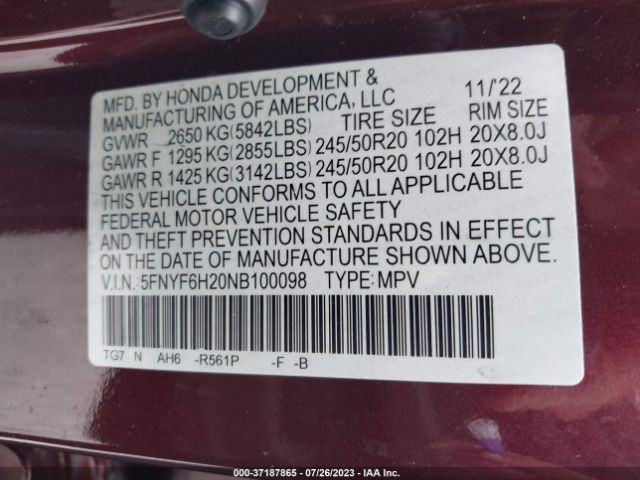 MFD. BY HONDA DEVELOPMENT &
MANUFACTURING OF AMERICA, LLC 11/'22
GVWR 2650 KG(5842LBS) TIRE SIZE RIM SIZE
GAWR F 1295 KG(2855LBS) 245/50R20 102H 20X8.0J
GAWR R 1425 KG(3142LBS) 245/50R20 102H 20X8.0J
THIS VEHICLE CONFORMS TO ALL APPLICABLE
FEDERAL MOTOR VEHICLE SAFETY
AND THEFT PREVENTION STANDARDS IN EFFECT
ON THE DATE OF MANUFACTURE SHOWN ABOVE.
V.I.N.: 5FNYF6H20NB100098 TYPE: MPV
TG7 N AH6 -R561P -F -B
# COPART - 37187865 | 07/26/2023 | IAA Inc.